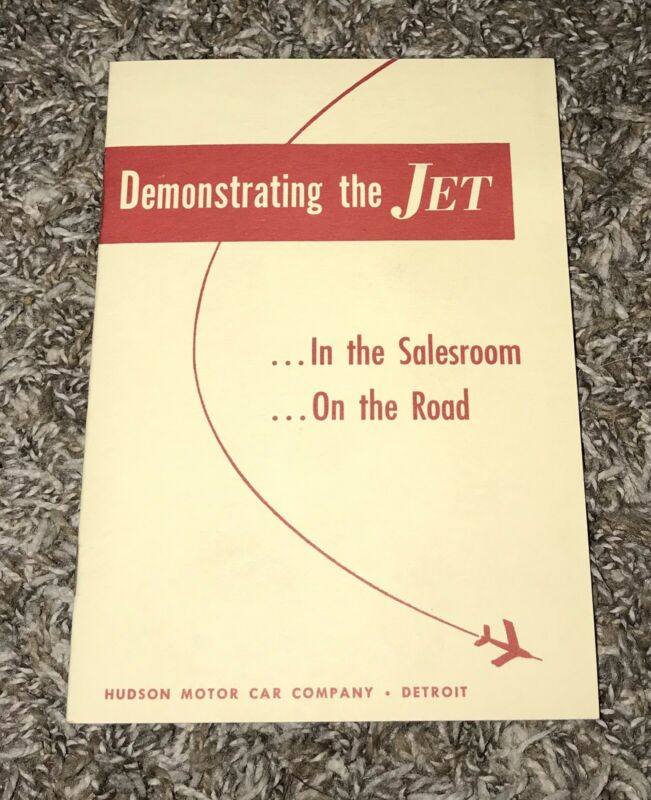 Demonstrating the JET
...In the Salesroom
...On the Road
HUDSON MOTOR CAR COMPANY • DETROIT